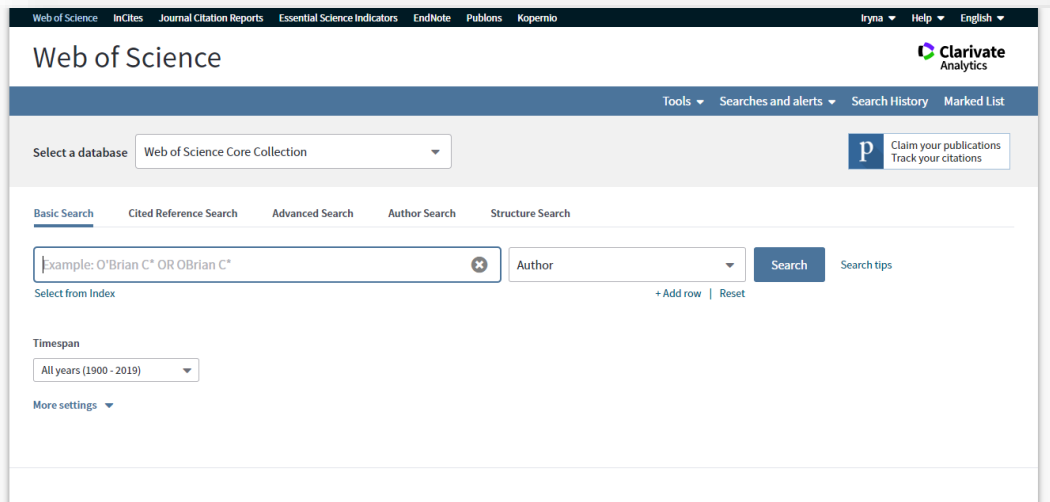 Web of Science InCites Journal Citation Reports Essential Science Indicators EndNote Publons Kopernio Iryna Help English
Web of Science
Clarivate
Analytics
Tools Searches and alerts Search History Marked List
Select a database Web of Science Core Collection
p Claim your publications
Track your citations
Basic Search Cited Reference Search Advanced Search Author Search Structure Search
Example: O'Brian C* OR OBrian C* Author Search Search tips
Select from Index + Add row | Reset
Timespan
All years (1900 - 2019)
More settings